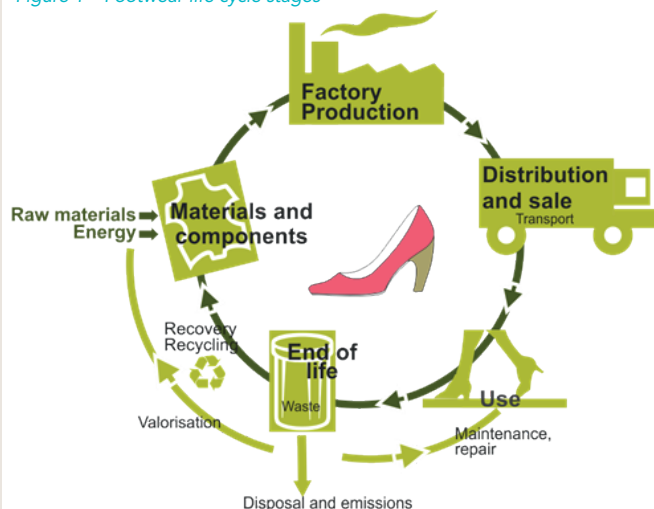 Factory
Production
Distribution
and sale
Transport
Raw materials
Energy
Materials and
components
Recovery
Recycling
End of
life
Waste
Use
Valorisation
Maintenance,
repair
Disposal and emissions